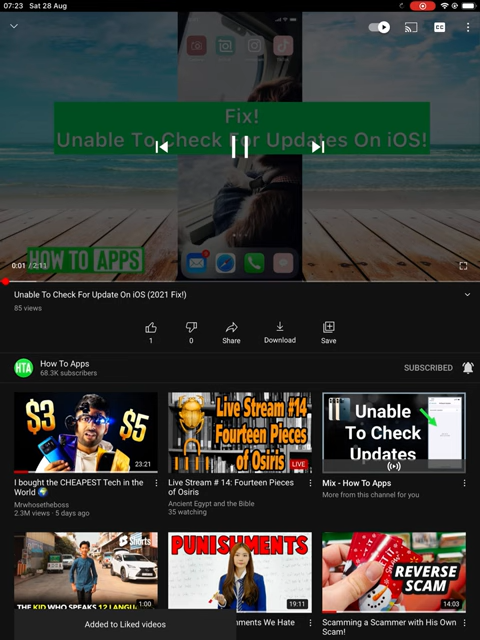 07:23 Sat 28 Aug
Fix!
Unable To Check For Updates On iOS!
HOW TO APPS
0:01 / 2:11
Unable To Check For Update On iOS (2021 Fix!)
85 views
1
0
Share
Download
Save
HTA
How To Apps
68.3K subscribers
SUBSCRIBED
$3
$5
23:21
Live Stream #14
Fourteen Pieces
of Osiris
LIVE
Unable
To Check
Updates
I bought the CHEAPEST Tech in the
World
Mrwhosetheboss
2.3M views · 5 days ago
Live Stream # 14: Fourteen Pieces
of Osiris
Ancient Egypt and the Bible
35 watching
Mix - How To Apps
More from this channel for you
Shorts
THE KID WHO SPEAKS 12 LANGUA
1:00
PUNISHMENTS
19:11
REVERSE
SCAM
14:03
Added to Liked videos
ments We Hate
Scamming a Scammer with His Own
Scam!